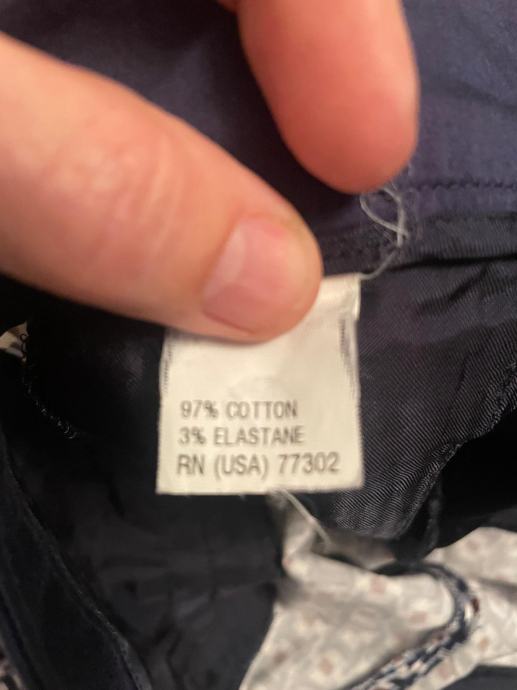 97% COTTON
3% ELASTANE
RN (USA) 77302